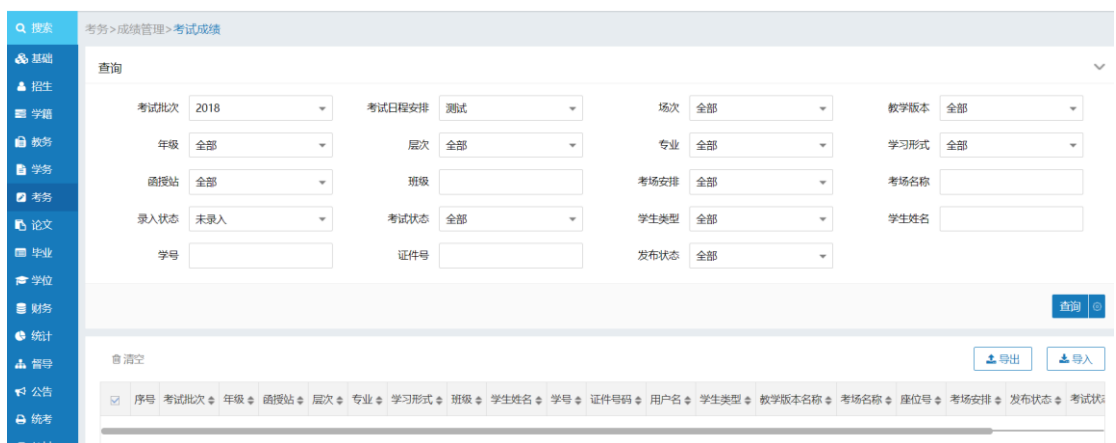 搜索
考务>成绩管理>考试成绩
基础
招生
学籍
教务
学务
考务
论文
毕业
学位
财务
统计
督导
公告
统考
查询
考试批次 2018 考试日程安排 测试 场次 全部 教学版本 全部
年级 全部 层次 全部 专业 全部 学习形式 全部
函授站 全部 班级 考场安排 全部 考场名称
录入状态 未录入 考试状态 全部 学生类型 全部 学生姓名
学号 证件号 发布状态 全部
查询
清空 导出 导入
序号 考试批次 年级 函授站 层次 专业 学习形式 班级 学生姓名 学号 证件号码 用户名 学生类型 教学版本名称 考场名称 座位号 考场安排 发布状态 考试状